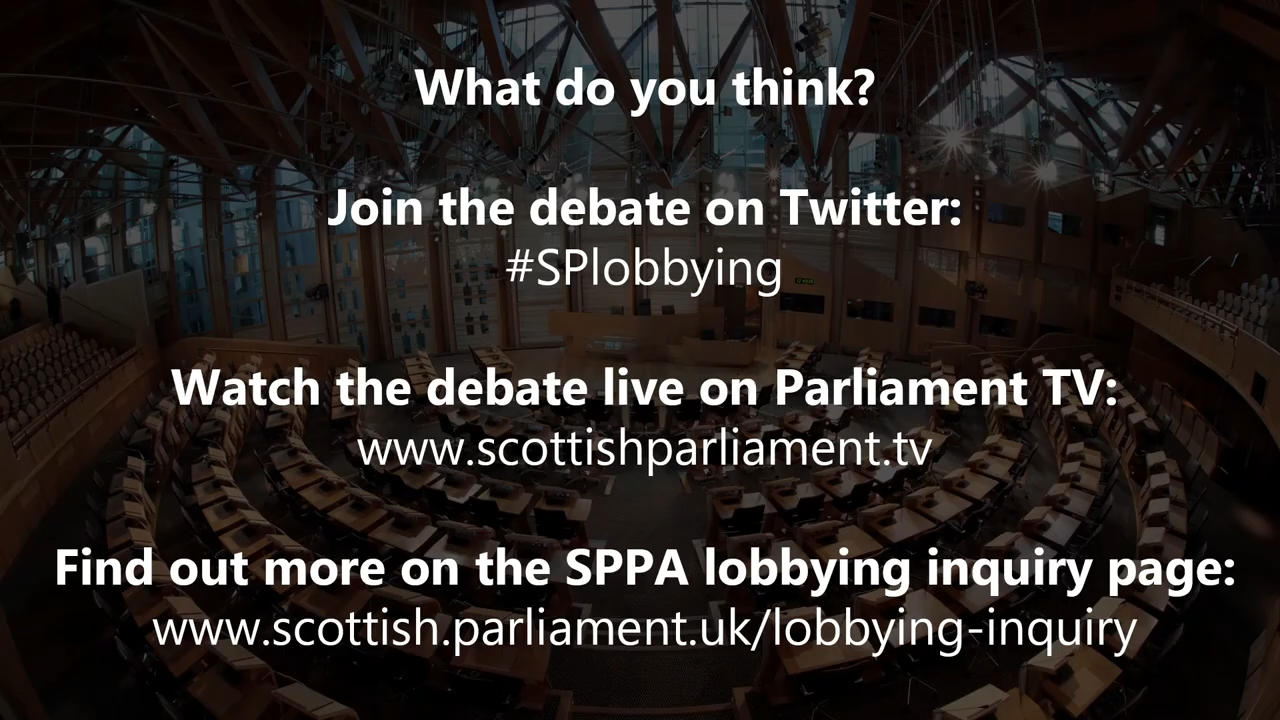 What do you think?
Join the debate on Twitter:
#SPlobbying
Watch the debate live on Parliament TV:
www.scottishparliament.tv
Find out more on the SPPA lobbying inquiry page:
www.scottish.parliament.uk/lobbying-inquiry